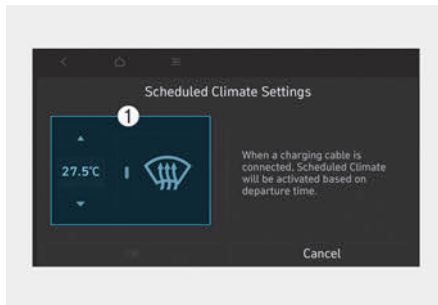 Scheduled Climate Settings
1
27.5°C
When a charging cable is
connected, Scheduled Climate
will be activated based on
departure time.
Cancel